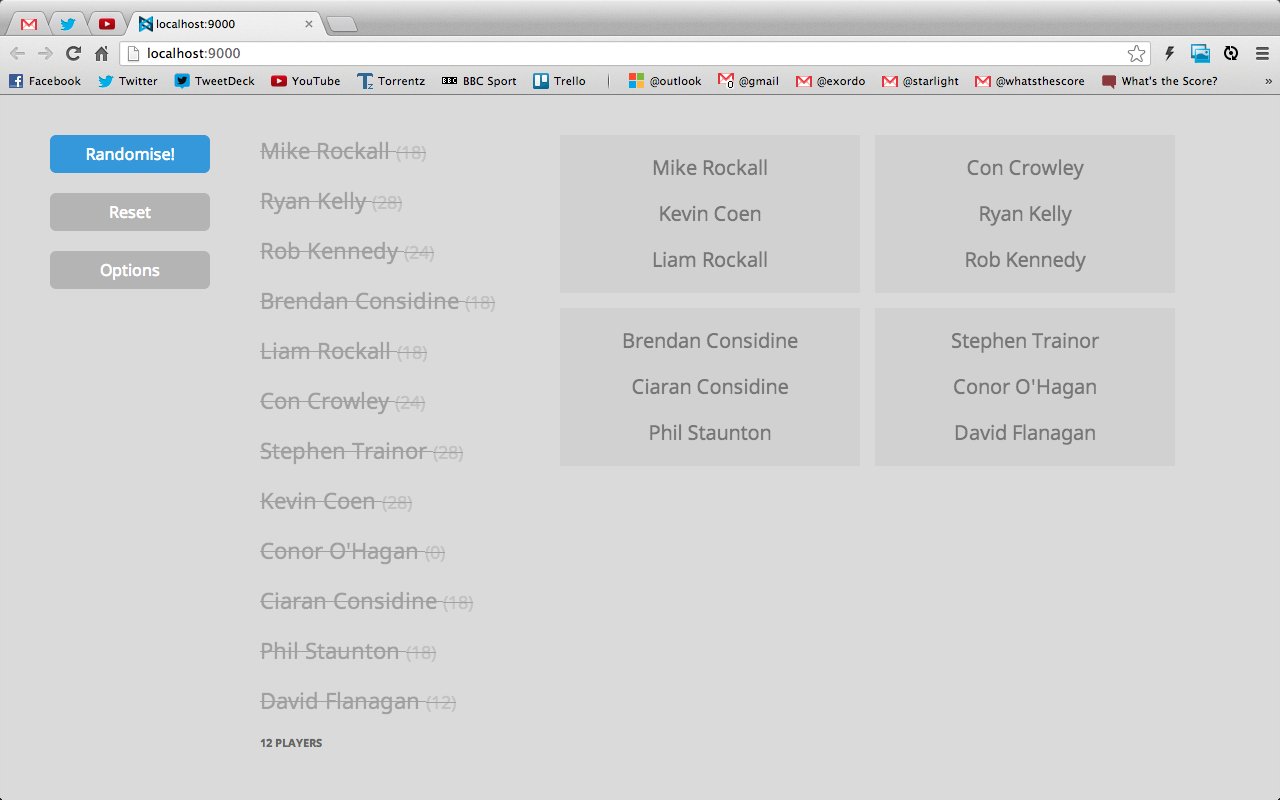 localhost:9000
localhost:9000
Facebook Twitter TweetDeck YouTube Torrentz BBC Sport Trello @outlook @gmail @exordo @starlight @whatsthescore What's the Score? »
Randomise!
Reset
Options
Mike Rockall (18)
Ryan Kelly (28)
Rob Kennedy (24)
Brendan Considine (18)
Liam Rockall (18)
Con Crowley (24)
Stephen Trainor (28)
Kevin Coen (28)
Conor O'Hagan (0)
Ciaran Considine (18)
Phil Staunton (18)
David Flanagan (12)
12 PLAYERS
Mike Rockall
Kevin Coen
Liam Rockall
Con Crowley
Ryan Kelly
Rob Kennedy
Brendan Considine
Ciaran Considine
Phil Staunton
Stephen Trainor
Conor O'Hagan
David Flanagan